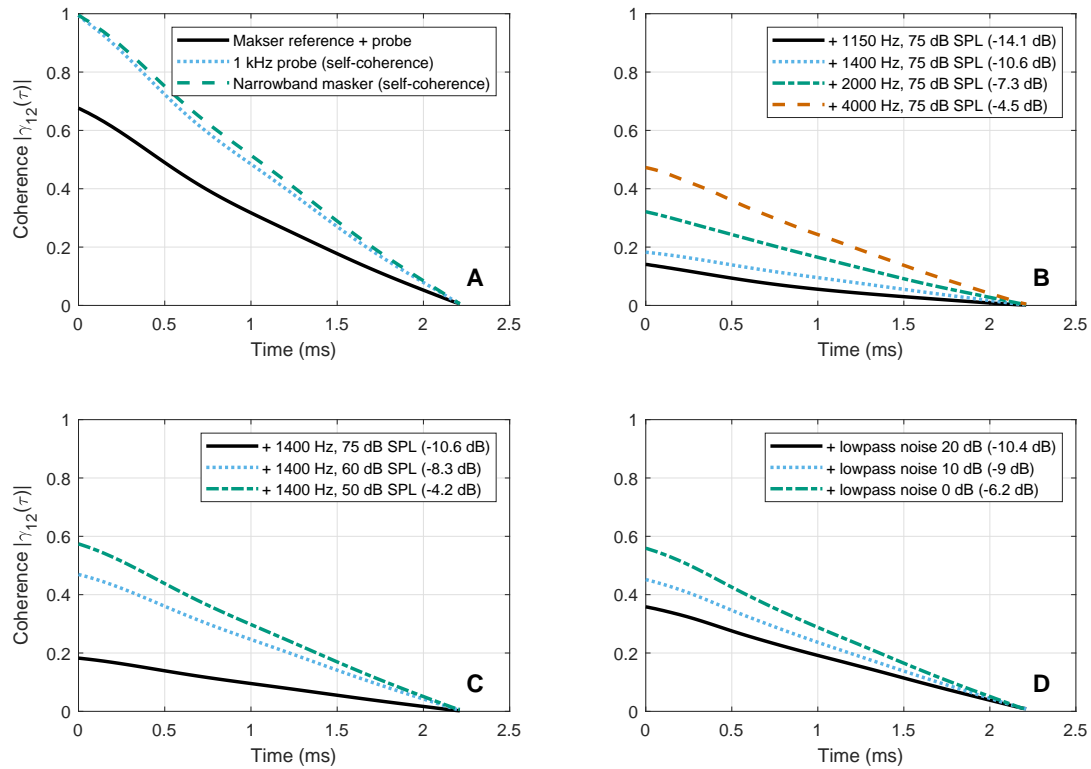 1
0.8
0.6
0.4
0.2
0
0
0.5
1
1.5
2
2.5
Coherence |γ12(τ)|
Time (ms)
Makser reference + probe
1 kHz probe (self-coherence)
Narrowband masker (self-coherence)
A
1
0.8
0.6
0.4
0.2
0
0
0.5
1
1.5
2
2.5
Time (ms)
+ 1150 Hz, 75 dB SPL (-14.1 dB)
+ 1400 Hz, 75 dB SPL (-10.6 dB)
+ 2000 Hz, 75 dB SPL (-7.3 dB)
+ 4000 Hz, 75 dB SPL (-4.5 dB)
B
1
0.8
0.6
0.4
0.2
0
0
0.5
1
1.5
2
2.5
Coherence |γ12(τ)|
Time (ms)
+ 1400 Hz, 75 dB SPL (-10.6 dB)
+ 1400 Hz, 60 dB SPL (-8.3 dB)
+ 1400 Hz, 50 dB SPL (-4.2 dB)
C
1
0.8
0.6
0.4
0.2
0
0
0.5
1
1.5
2
2.5
Time (ms)
+ lowpass noise 20 dB (-10.4 dB)
+ lowpass noise 10 dB (-9 dB)
+ lowpass noise 0 dB (-6.2 dB)
D